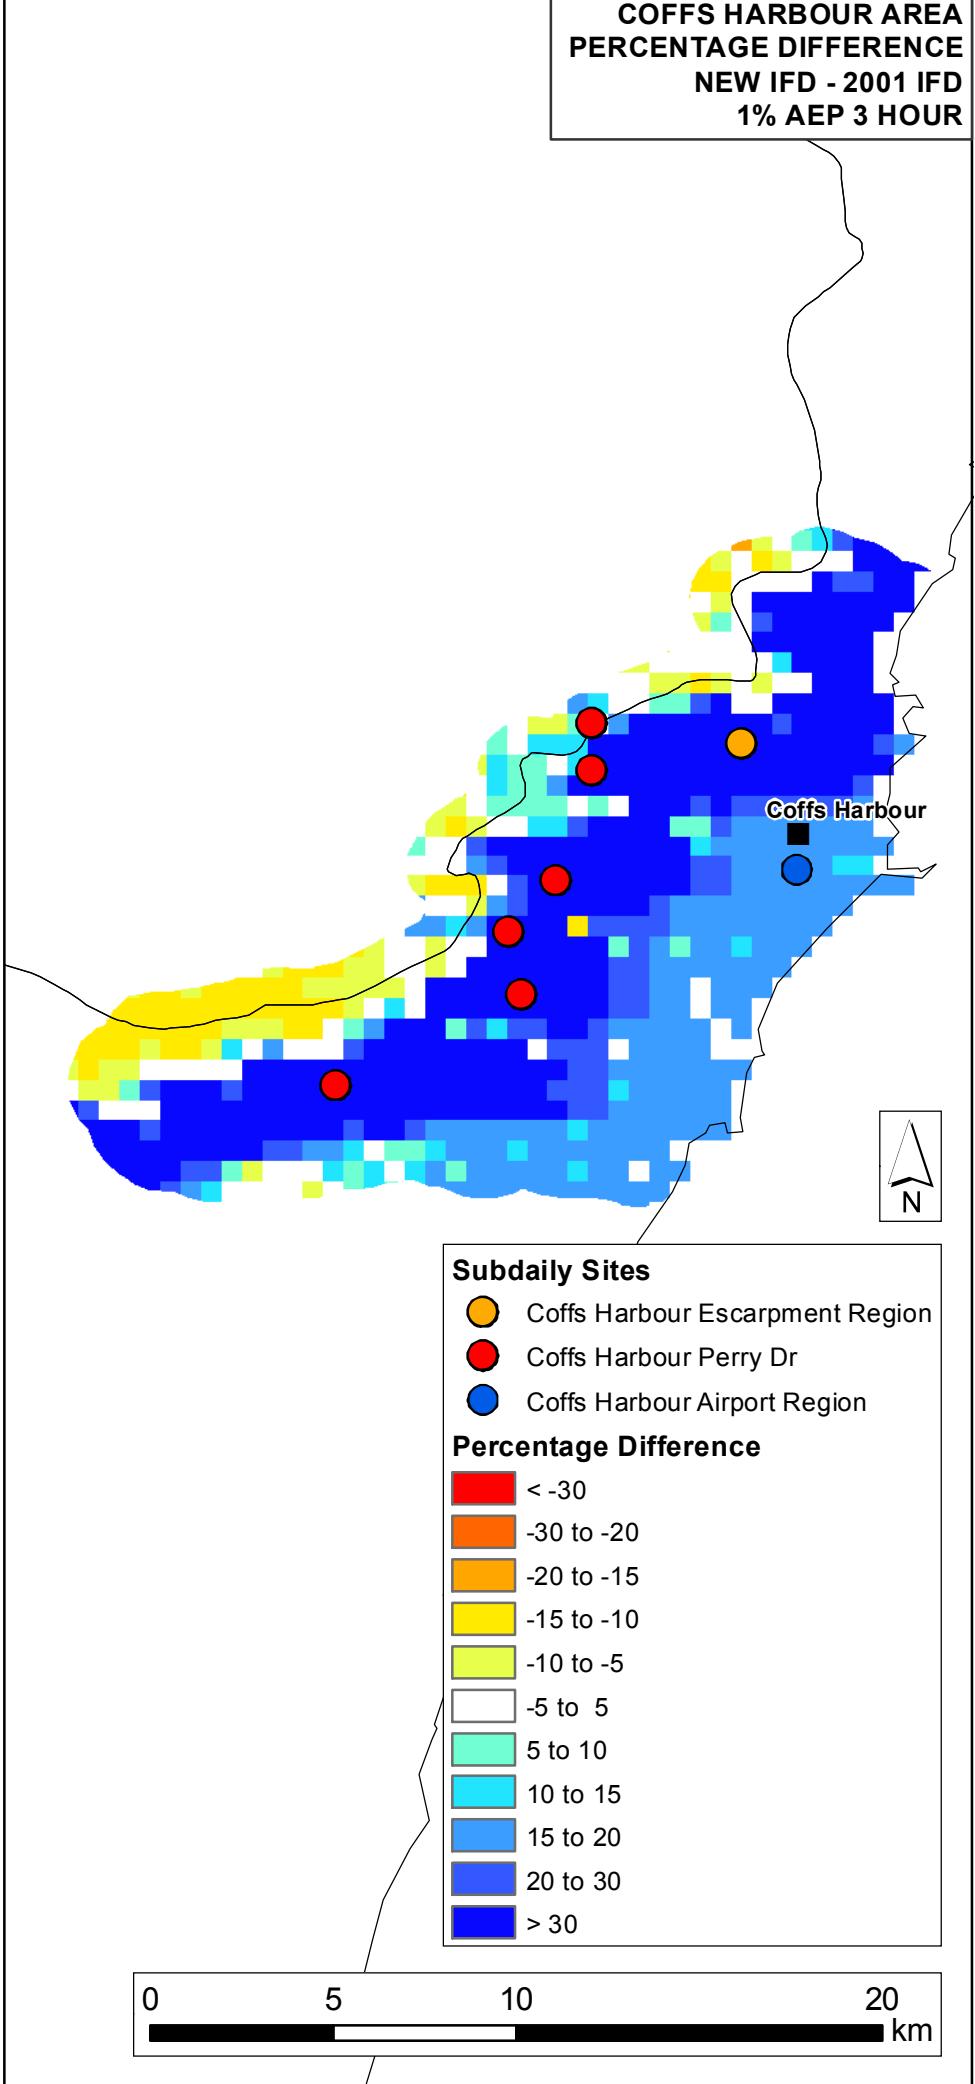 COFFS HARBOUR AREA
PERCENTAGE DIFFERENCE
NEW IFD - 2001 IFD
1% AEP 3 HOUR
Coffs Harbour
N
Subdaily Sites
Coffs Harbour Escarpment Region
Coffs Harbour Perry Dr
Coffs Harbour Airport Region
Percentage Difference
< -30
-30 to -20
-20 to -15
-15 to -10
-10 to -5
-5 to 5
5 to 10
10 to 15
15 to 20
20 to 30
> 30
0 5 10 20
km